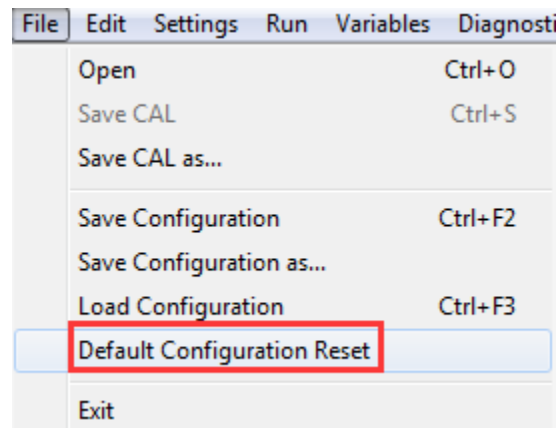 File Edit Settings Run Variables Diagnosti
Open Ctrl+O
Save CAL Ctrl+S
Save CAL as...
Save Configuration Ctrl+F2
Save Configuration as...
Load Configuration Ctrl+F3
Default Configuration Reset
Exit